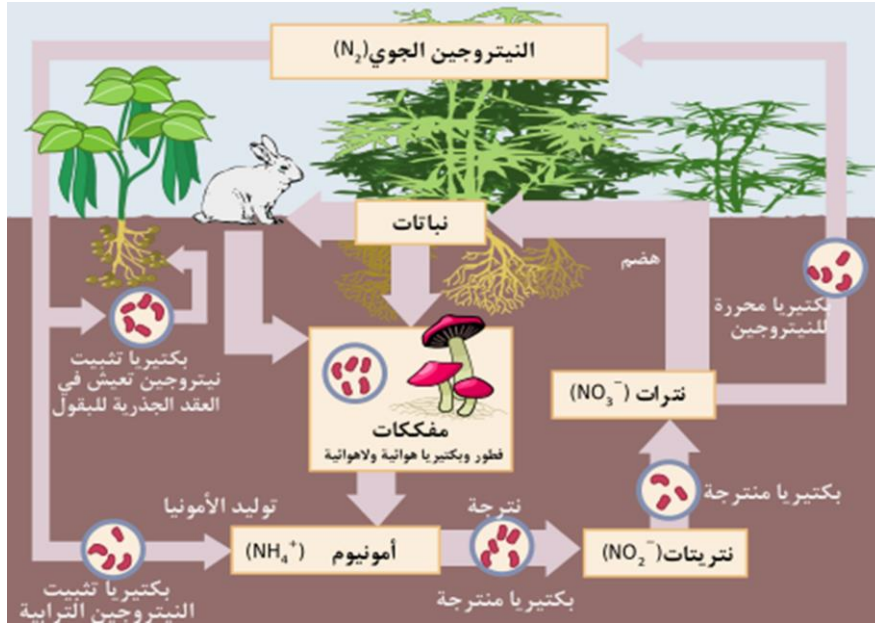 النيتروجين الجوي (N₂)
نباتات
هضم
بكتيريا محررة
للنيتروجين
بكتيريا تثبيت
نيتروجين تعيش في
العقد الجذرية للبقول
نترات (NO₃⁻)
مفككات
فطور وبكتيريا هوائية ولاهوائية
بكتيريا منترجة
توليد الأمونيا
نترجة
أمونيوم (NH₄⁺)
نتريتات (NO₂⁻)
بكتيريا تثبيت
النيتروجين الترابية
بكتيريا منترجة